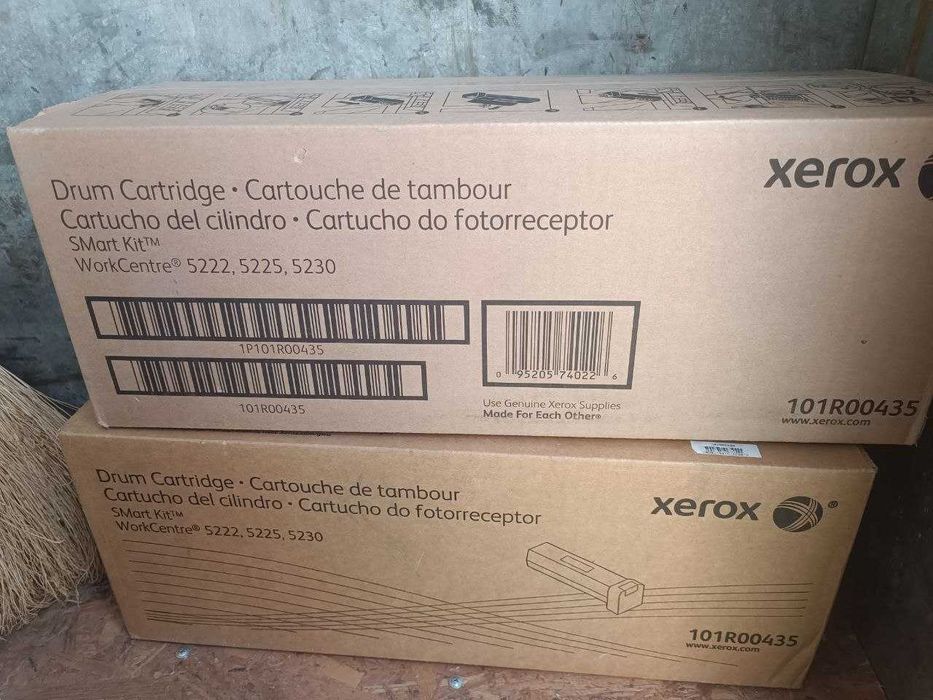 xerox
Drum Cartridge • Cartouche de tambour
Cartucho del cilindro • Cartucho do fotorreceptor
SMart Kit™
WorkCentre® 5222, 5225, 5230
1P101R00435
101R00435
0 95205 74022 6
Use Genuine Xerox Supplies
Made For Each Other®
101R00435
www.xerox.com
Drum Cartridge • Cartouche de tambour
Cartucho del cilindro • Cartucho do fotorreceptor
SMart Kit™
WorkCentre® 5222, 5225, 5230
xerox ®
101R00435
www.xerox.com